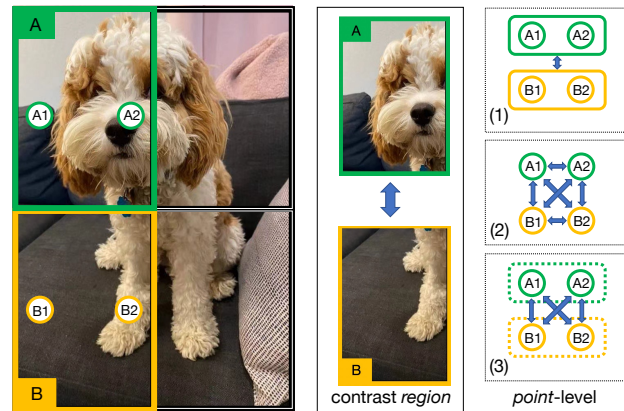 A
A1
A2
B1
B2
B
A
B
contrast region
A1
A2
B1
B2
(1)
A1
A2
B1
B2
(2)
A1
A2
B1
B2
(3)
point-level